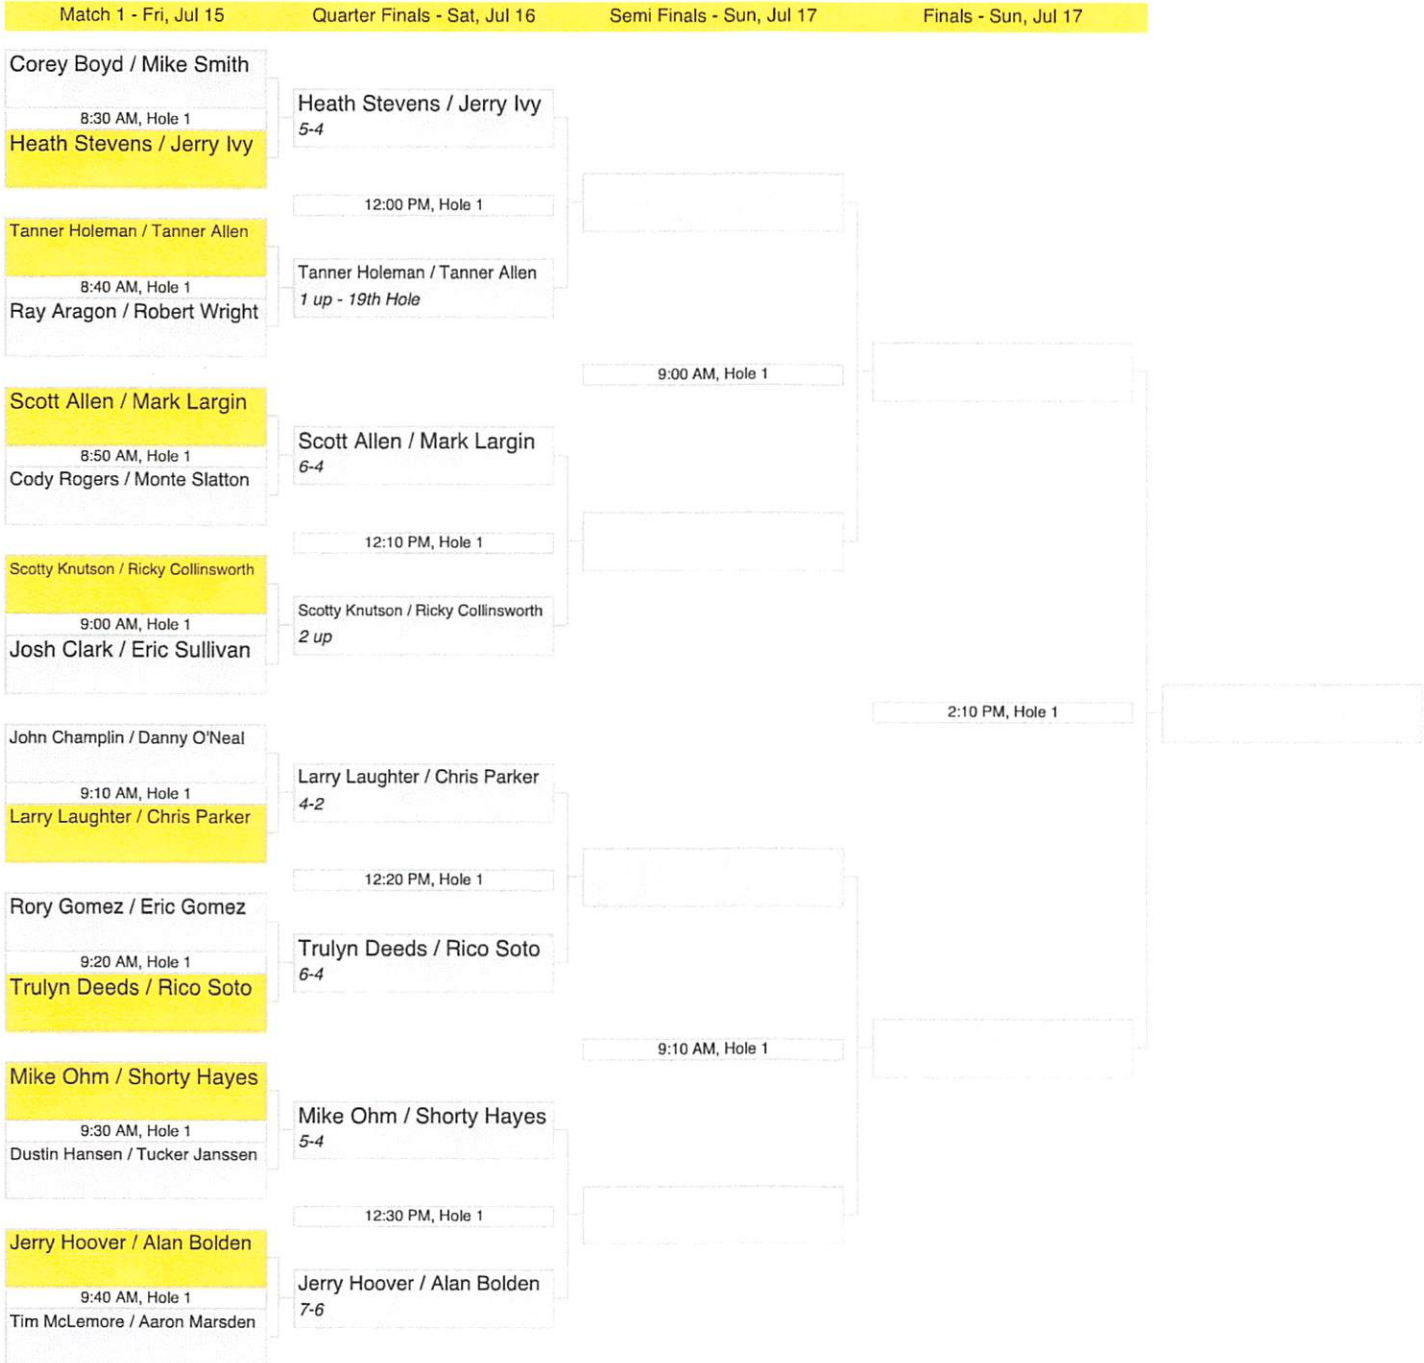 Match 1 - Fri, Jul 15
Quarter Finals - Sat, Jul 16
Semi Finals - Sun, Jul 17
Finals - Sun, Jul 17
Corey Boyd / Mike Smith
8:30 AM, Hole 1
Heath Stevens / Jerry Ivy
Tanner Holeman / Tanner Allen
8:40 AM, Hole 1
Ray Aragon / Robert Wright
Scott Allen / Mark Largin
8:50 AM, Hole 1
Cody Rogers / Monte Slatton
Scotty Knutson / Ricky Collinsworth
9:00 AM, Hole 1
Josh Clark / Eric Sullivan
John Champlin / Danny O'Neal
9:10 AM, Hole 1
Larry Laughter / Chris Parker
Rory Gomez / Eric Gomez
9:20 AM, Hole 1
Trulyn Deeds / Rico Soto
Mike Ohm / Shorty Hayes
9:30 AM, Hole 1
Dustin Hansen / Tucker Janssen
Jerry Hoover / Alan Bolden
9:40 AM, Hole 1
Tim McLemore / Aaron Marsden
Heath Stevens / Jerry Ivy
5-4
12:00 PM, Hole 1
Tanner Holeman / Tanner Allen
1 up - 19th Hole
Scott Allen / Mark Largin
6-4
12:10 PM, Hole 1
Scotty Knutson / Ricky Collinsworth
2 up
Larry Laughter / Chris Parker
4-2
12:20 PM, Hole 1
Trulyn Deeds / Rico Soto
6-4
Mike Ohm / Shorty Hayes
5-4
12:30 PM, Hole 1
Jerry Hoover / Alan Bolden
7-6
9:00 AM, Hole 1
9:10 AM, Hole 1
2:10 PM, Hole 1